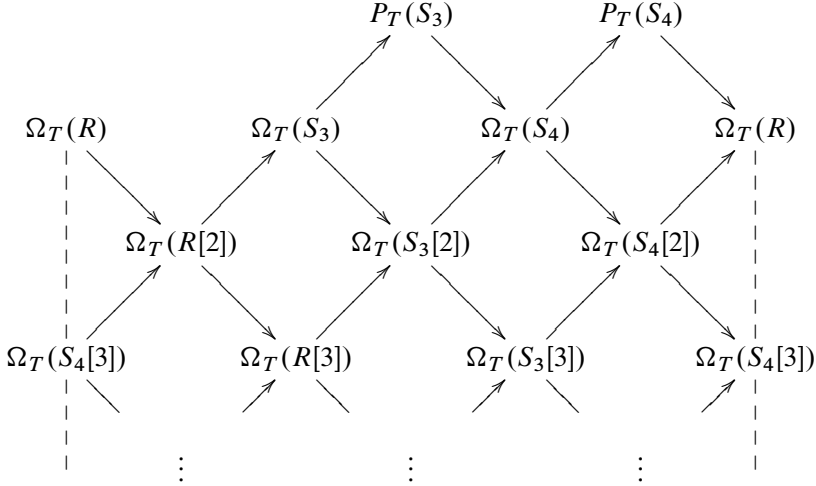 P_T(S_3) P_T(S_4)
Ω_T(R) Ω_T(S_3) Ω_T(S_4) Ω_T(R)
Ω_T(R[2]) Ω_T(S_3[2]) Ω_T(S_4[2])
Ω_T(S_4[3]) Ω_T(R[3]) Ω_T(S_3[3]) Ω_T(S_4[3])
⋮ ⋮ ⋮